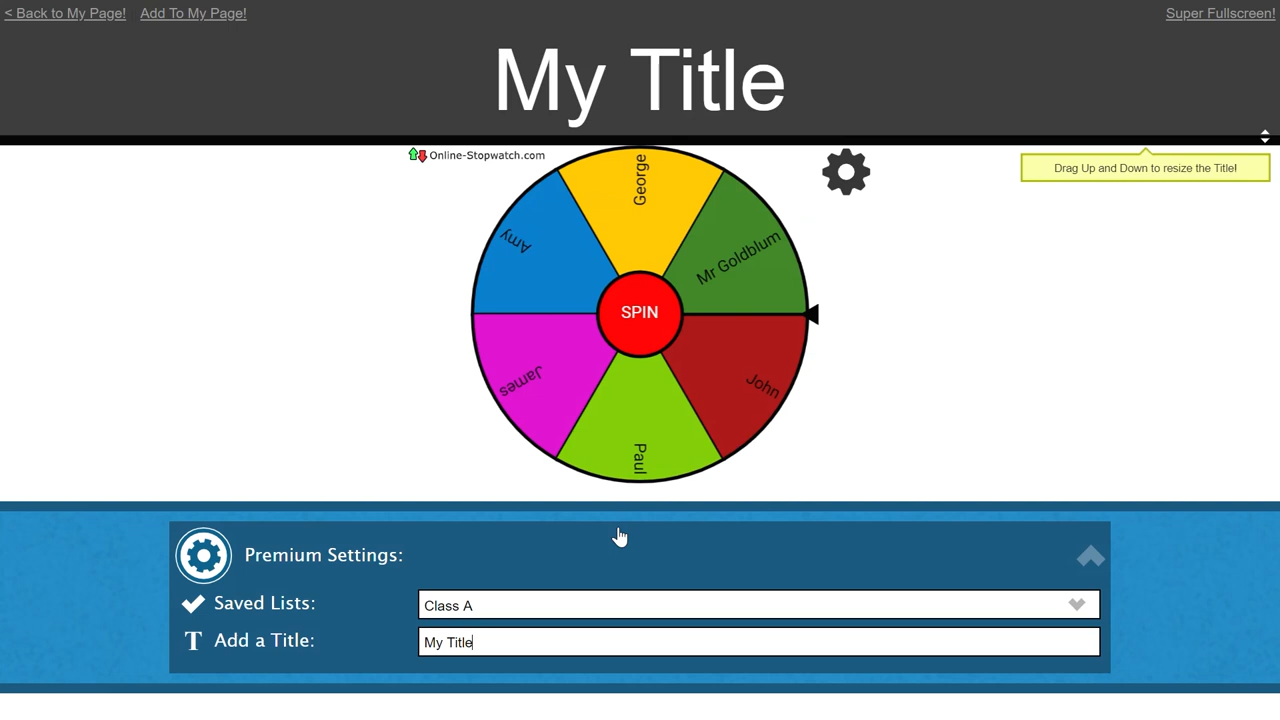 < Back to My Page! Add To My Page! Super Fullscreen!
My Title
Online-Stopwatch.com
Drag Up and Down to resize the Title!
George
Amy
Mr Goldblum
SPIN
James
John
Paul
Premium Settings:
Saved Lists: Class A
T Add a Title: My Title